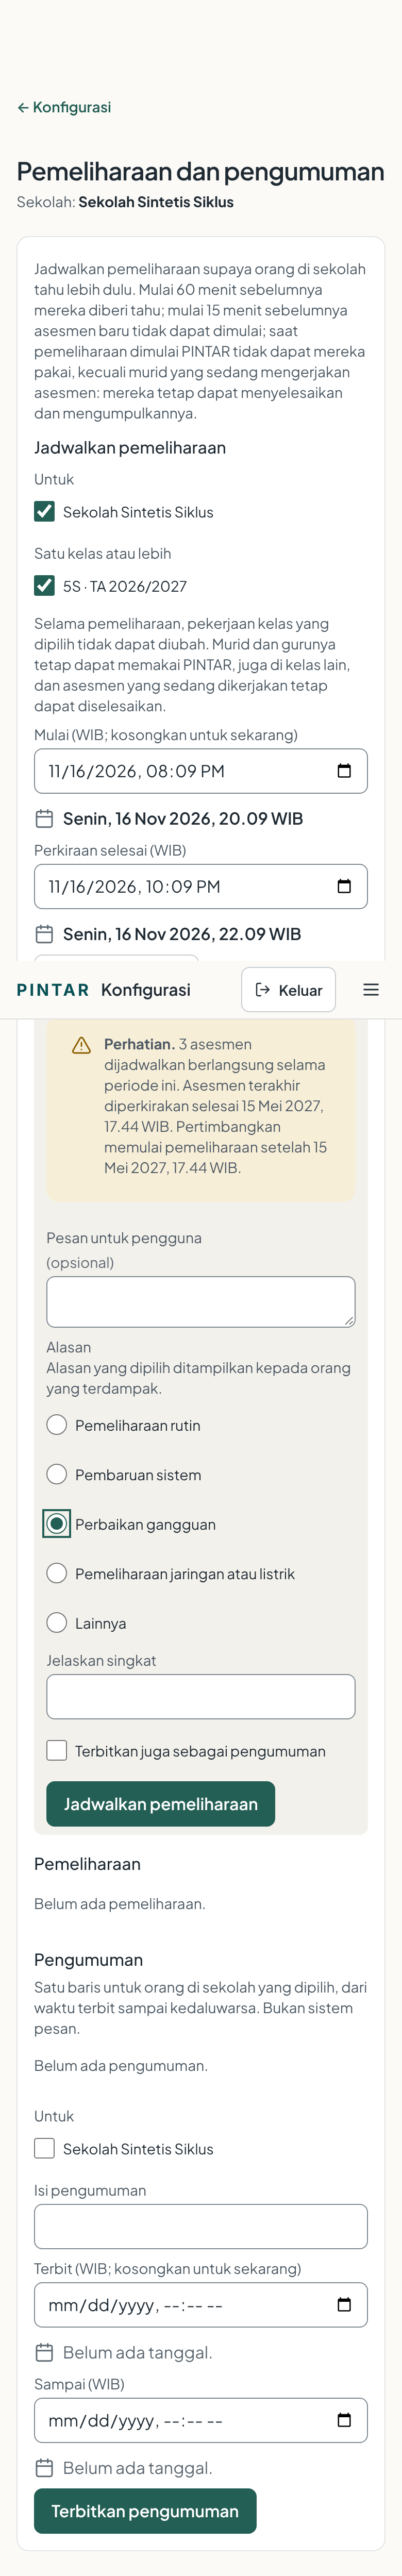 ← Konfigurasi
Pemeliharaan dan pengumuman
Sekolah: Sekolah Sintetis Siklus
Jadwalkan pemeliharaan supaya orang di sekolah
tahu lebih dulu. Mulai 60 menit sebelumnya
mereka diberi tahu; mulai 15 menit sebelumnya
asesmen baru tidak dapat dimulai; saat
pemeliharaan dimulai PINTAR tidak dapat mereka
pakai, kecuali murid yang sedang mengerjakan
asesmen: mereka tetap dapat menyelesaikan
dan mengumpulkannya.
Jadwalkan pemeliharaan
Untuk
Sekolah Sintetis Siklus
Satu kelas atau lebih
5S · TA 2026/2027
Selama pemeliharaan, pekerjaan kelas yang
dipilih tidak dapat diubah. Murid dan gurunya
tetap dapat memakai PINTAR, juga di kelas lain,
dan asesmen yang sedang dikerjakan tetap
dapat diselesaikan.
Mulai (WIB; kosongkan untuk sekarang)
11/16/2026, 08:09 PM
Senin, 16 Nov 2026, 20.09 WIB
Perkiraan selesai (WIB)
11/16/2026, 10:09 PM
Senin, 16 Nov 2026, 22.09 WIB
PINTAR Konfigurasi Keluar
Perhatian. 3 asesmen
dijadwalkan berlangsung selama
periode ini. Asesmen terakhir
diperkirakan selesai 15 Mei 2027,
17.44 WIB. Pertimbangkan
memulai pemeliharaan setelah 15
Mei 2027, 17.44 WIB.
Pesan untuk pengguna
(opsional)
Alasan
Alasan yang dipilih ditampilkan kepada orang
yang terdampak.
Pemeliharaan rutin
Pembaruan sistem
Perbaikan gangguan
Pemeliharaan jaringan atau listrik
Lainnya
Jelaskan singkat
Terbitkan juga sebagai pengumuman
Jadwalkan pemeliharaan
Pemeliharaan
Belum ada pemeliharaan.
Pengumuman
Satu baris untuk orang di sekolah yang dipilih, dari
waktu terbit sampai kedaluwarsa. Bukan sistem
pesan.
Belum ada pengumuman.
Untuk
Sekolah Sintetis Siklus
Isi pengumuman
Terbit (WIB; kosongkan untuk sekarang)
mm/dd/yyyy, --:-- --
Belum ada tanggal.
Sampai (WIB)
mm/dd/yyyy, --:-- --
Belum ada tanggal.
Terbitkan pengumuman